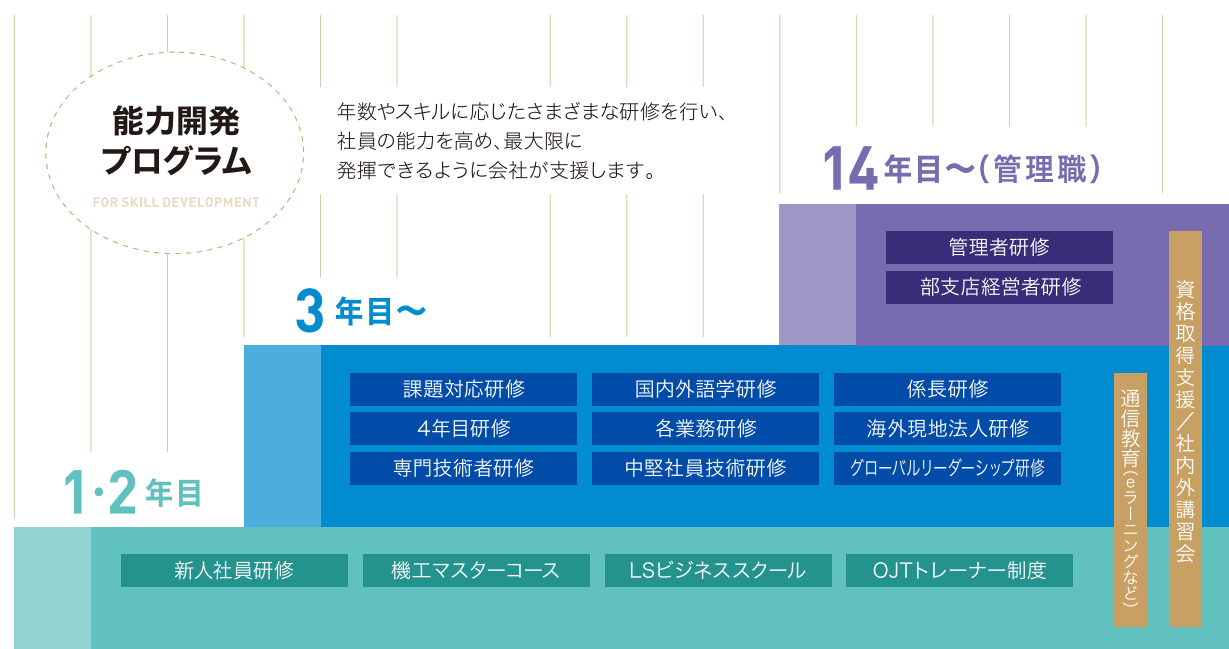 能力開発
プログラム
FOR SKILL DEVELOPMENT
年数やスキルに応じたさまざまな研修を行い、
社員の能力を高め、最大限に
発揮できるように会社が支援します。
14年目〜(管理職)
管理者研修
部支店経営者研修
3年目〜
課題対応研修
国内外語学研修
係長研修
4年目研修
各業務研修
海外現地法人研修
専門技術者研修
中堅社員技術研修
グローバルリーダーシップ研修
1・2年目
新人社員研修
機工マスターコース
LSビジネススクール
OJTトレーナー制度
通信教育(eラーニングなど)
資格取得支援/社内外講習会